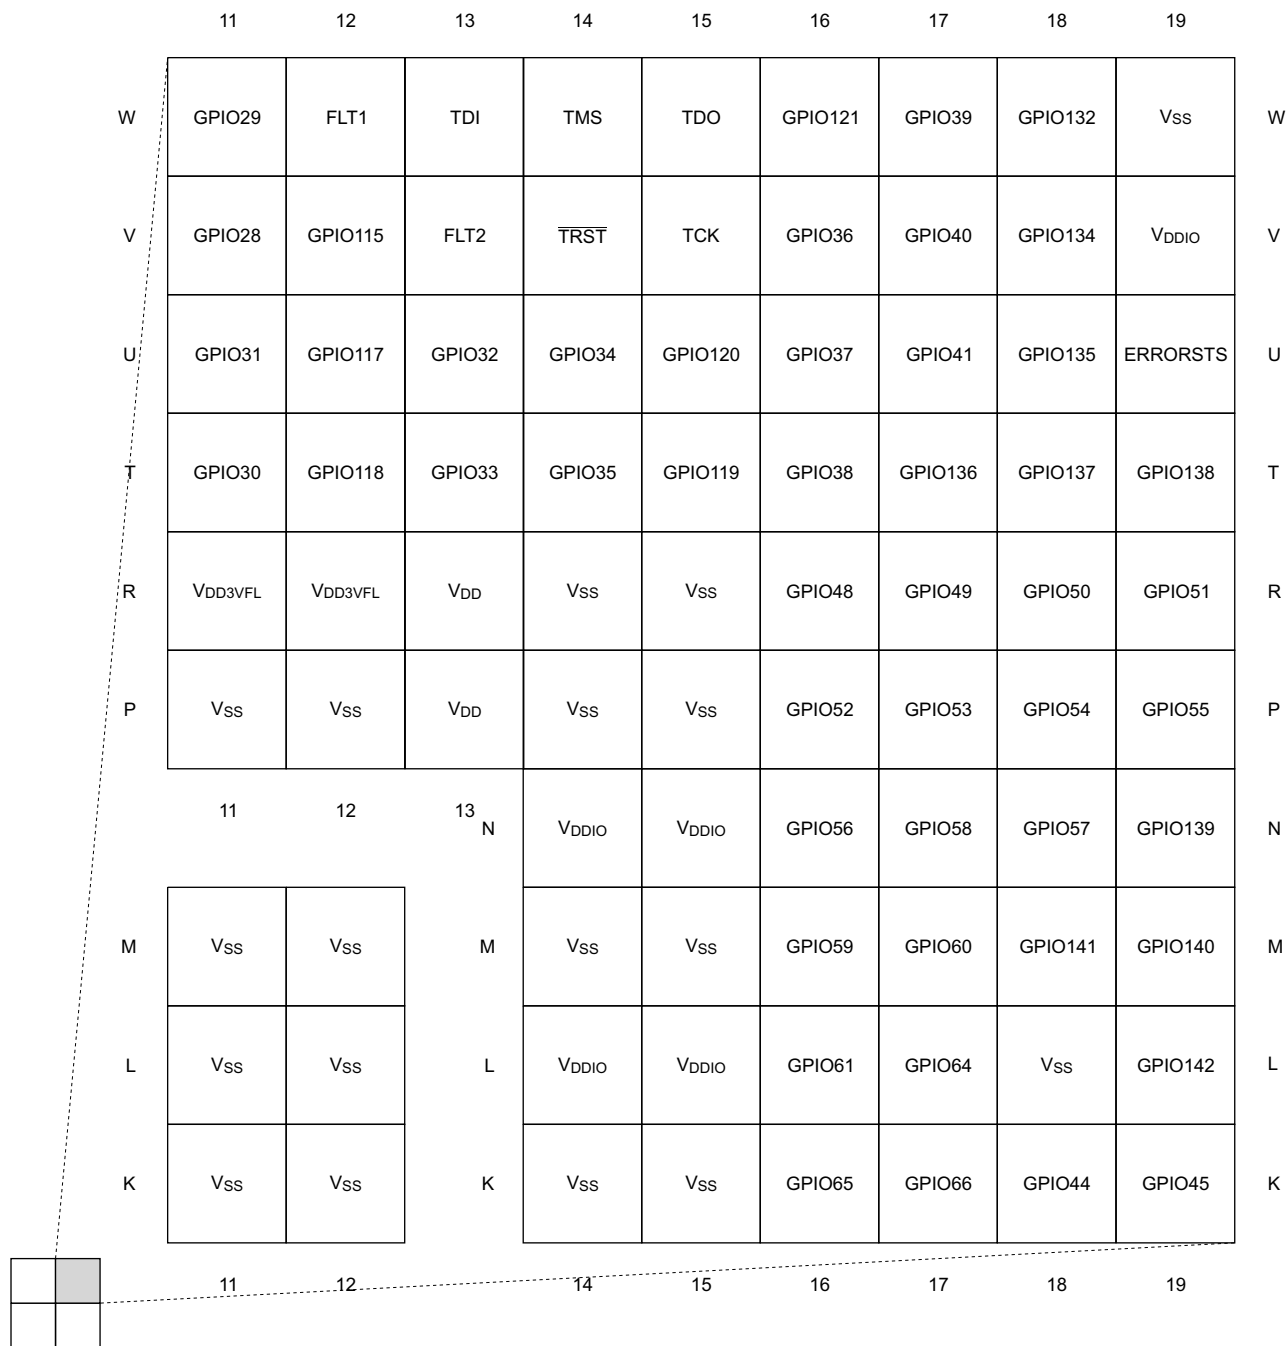 11 12 13 14 15 16 17 18 19
W GPIO29 FLT1 TDI TMS TDO GPIO121 GPIO39 GPIO132 VSS W
V GPIO28 GPIO115 FLT2 T̅R̅S̅T̅ TCK GPIO36 GPIO40 GPIO134 VDDIO V
U GPIO31 GPIO117 GPIO32 GPIO34 GPIO120 GPIO37 GPIO41 GPIO135 ERRORSTS U
T GPIO30 GPIO118 GPIO33 GPIO35 GPIO119 GPIO38 GPIO136 GPIO137 GPIO138 T
R VDD3VFL VDD3VFL VDD VSS VSS GPIO48 GPIO49 GPIO50 GPIO51 R
P VSS VSS VDD VSS VSS GPIO52 GPIO53 GPIO54 GPIO55 P
11 12 13
N VDDIO VDDIO GPIO56 GPIO58 GPIO57 GPIO139 N
M VSS VSS M VSS VSS GPIO59 GPIO60 GPIO141 GPIO140 M
L VSS VSS L VDDIO VDDIO GPIO61 GPIO64 VSS GPIO142 L
K VSS VSS K VSS VSS GPIO65 GPIO66 GPIO44 GPIO45 K
11 12 14 15 16 17 18 19